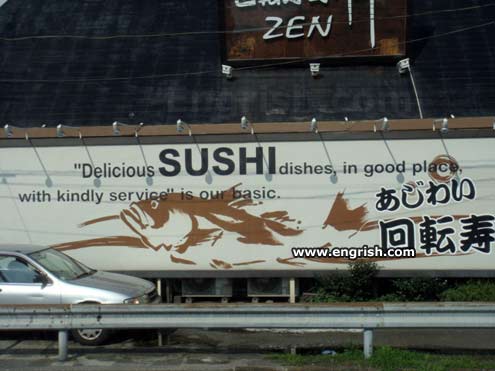 ZEN
"Delicious SUSHI dishes, in good place,
with kindly service" is our basic.
あじわい
回転寿
www.engrish.com